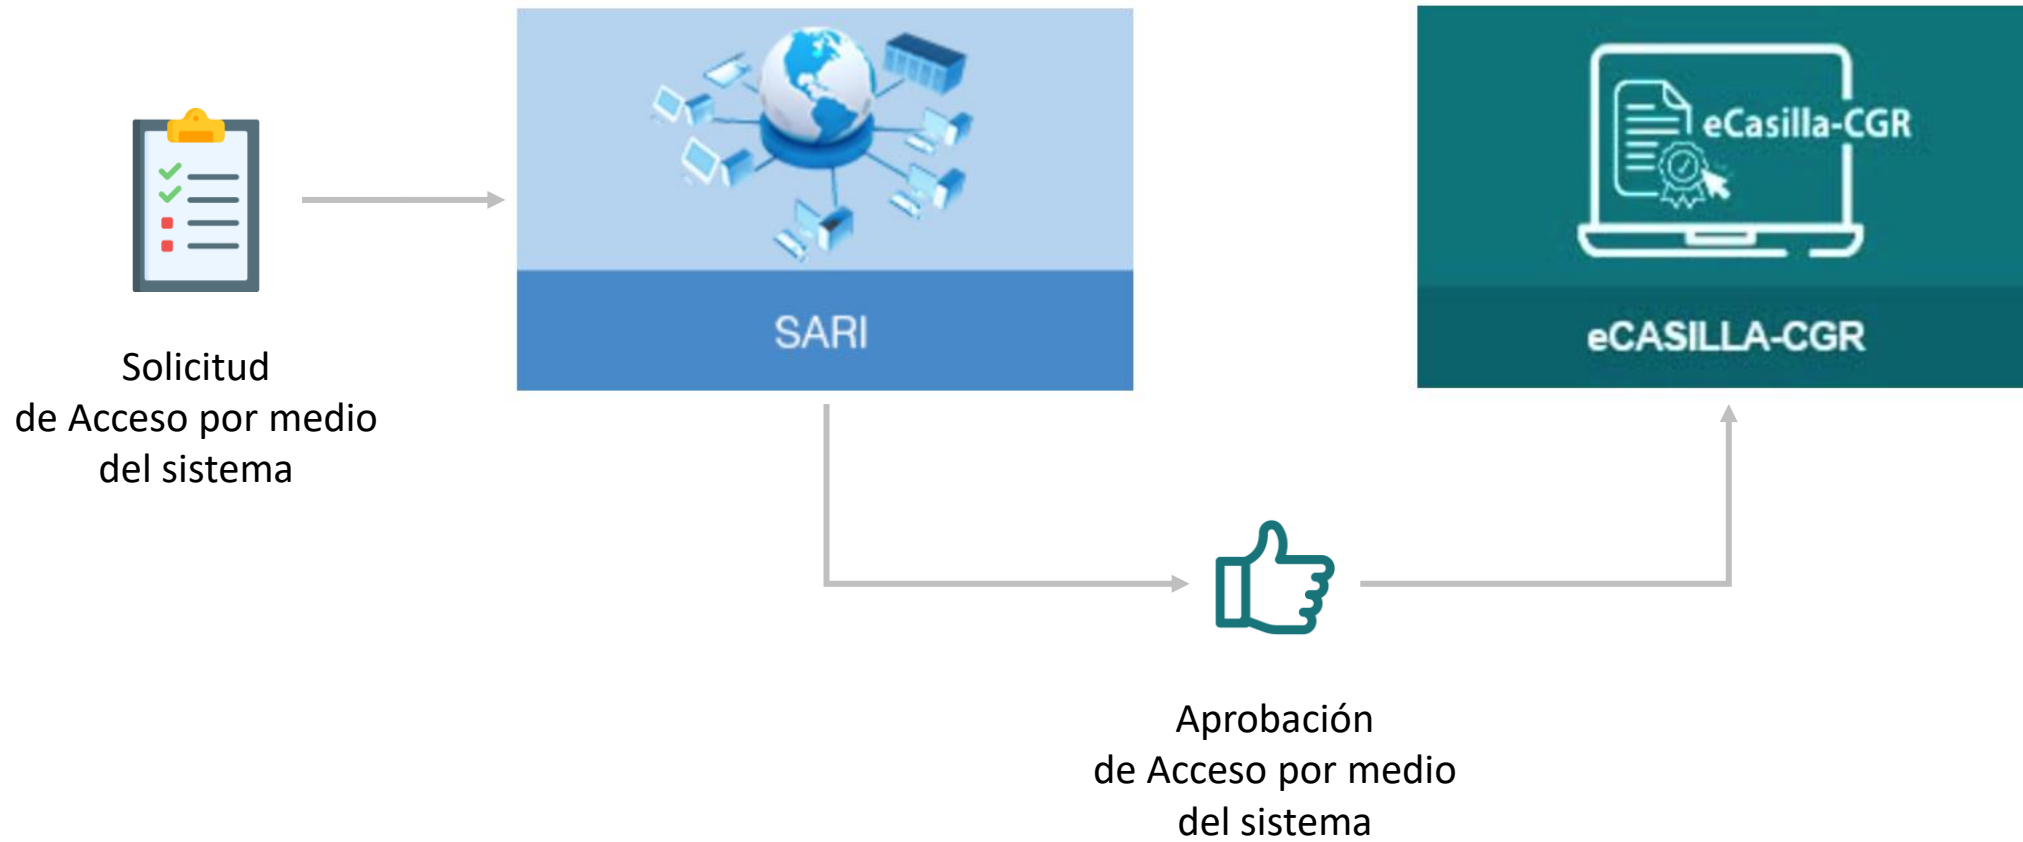 Solicitud
de Acceso por medio
del sistema
SARI
eCasilla-CGR
eCASILLA-CGR
Aprobación
de Acceso por medio
del sistema